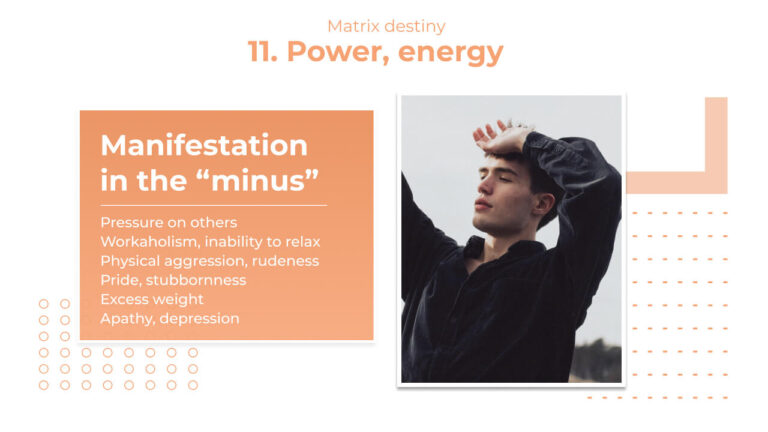 Matrix destiny
11. Power, energy
Manifestation
in the “minus”
Pressure on others
Workaholism, inability to relax
Physical aggression, rudeness
Pride, stubbornness
Excess weight
Apathy, depression